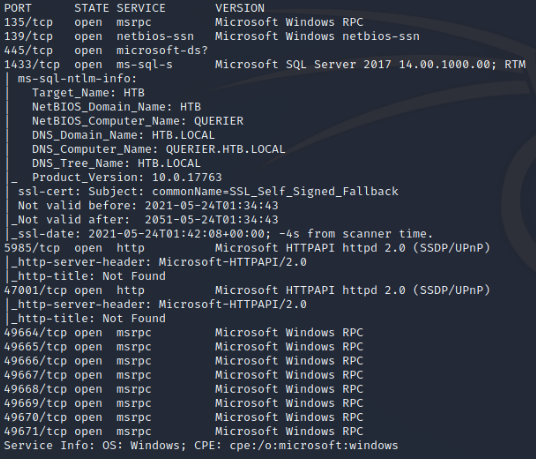 PORT      STATE SERVICE       VERSION
135/tcp   open  msrpc         Microsoft Windows RPC
139/tcp   open  netbios-ssn   Microsoft Windows netbios-ssn
445/tcp   open  microsoft-ds?
1433/tcp  open  ms-sql-s      Microsoft SQL Server 2017 14.00.1000.00; RTM
| ms-sql-ntlm-info:
|   Target_Name: HTB
|   NetBIOS_Domain_Name: HTB
|   NetBIOS_Computer_Name: QUERIER
|   DNS_Domain_Name: HTB.LOCAL
|   DNS_Computer_Name: QUERIER.HTB.LOCAL
|   DNS_Tree_Name: HTB.LOCAL
|_  Product_Version: 10.0.17763
| ssl-cert: Subject: commonName=SSL_Self_Signed_Fallback
| Not valid before: 2021-05-24T01:34:43
|_Not valid after:  2051-05-24T01:34:43
|_ssl-date: 2021-05-24T01:42:08+00:00; -4s from scanner time.
5985/tcp  open  http          Microsoft HTTPAPI httpd 2.0 (SSDP/UPnP)
|_http-server-header: Microsoft-HTTPAPI/2.0
|_http-title: Not Found
47001/tcp open  http          Microsoft HTTPAPI httpd 2.0 (SSDP/UPnP)
|_http-server-header: Microsoft-HTTPAPI/2.0
|_http-title: Not Found
49664/tcp open  msrpc         Microsoft Windows RPC
49665/tcp open  msrpc         Microsoft Windows RPC
49666/tcp open  msrpc         Microsoft Windows RPC
49667/tcp open  msrpc         Microsoft Windows RPC
49668/tcp open  msrpc         Microsoft Windows RPC
49669/tcp open  msrpc         Microsoft Windows RPC
49670/tcp open  msrpc         Microsoft Windows RPC
49671/tcp open  msrpc         Microsoft Windows RPC
Service Info: OS: Windows; CPE: cpe:/o:microsoft:windows